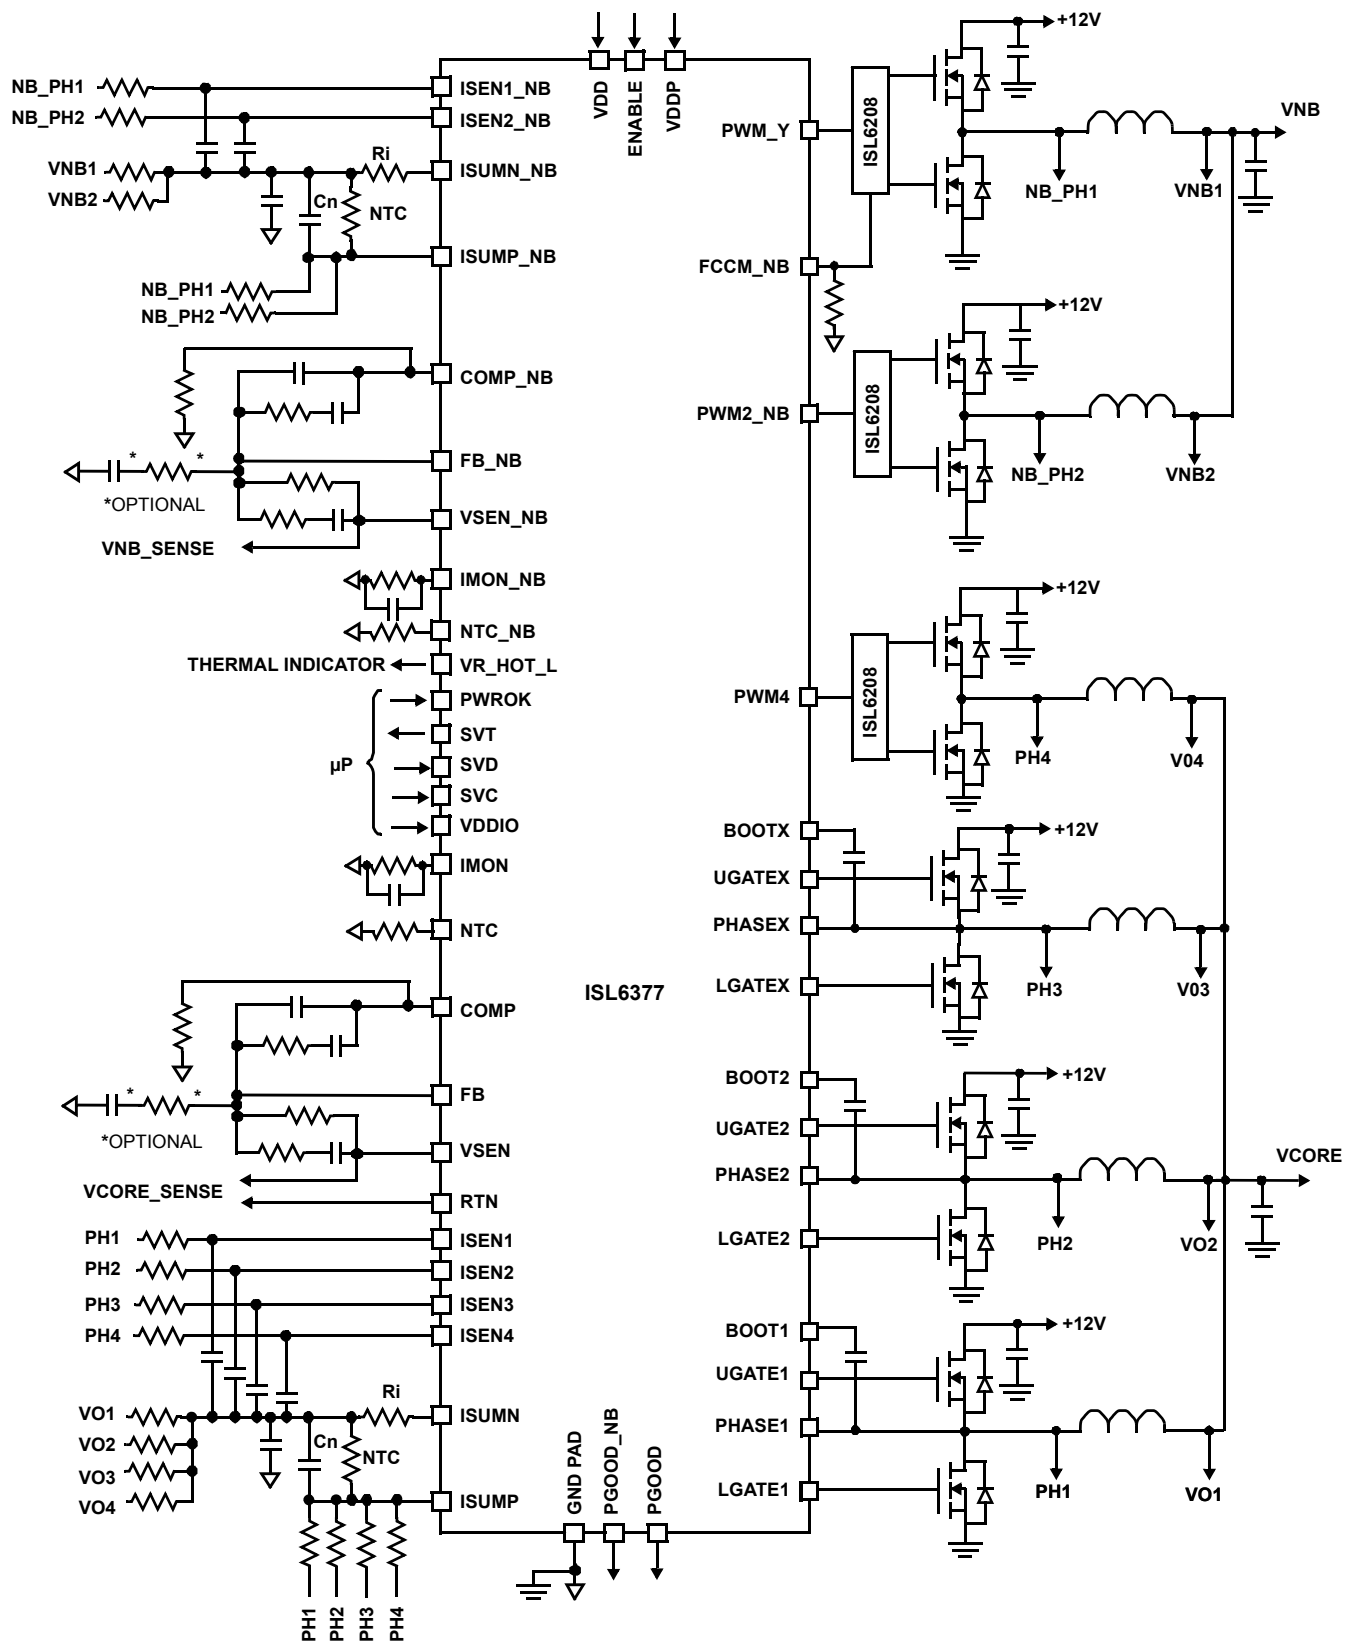 +12V
NB_PH1
ISEN1_NB
VDD
ENABLE
VDDP
NB_PH2
ISEN2_NB
PWM_Y
ISL6208
VNB
VNB1
Ri
ISUMN_NB
NB_PH1
VNB1
VNB2
Cn
NTC
ISUMP_NB
FCCM_NB
NB_PH1
NB_PH2
+12V
COMP_NB
PWM2_NB
ISL6208
FB_NB
NB_PH2
VNB2
* *
*OPTIONAL
VSEN_NB
VNB_SENSE
IMON_NB
+12V
NTC_NB
THERMAL INDICATOR
VR_HOT_L
PWROK
PWM4
ISL6208
SVT
µP
SVD
PH4
V04
SVC
VDDIO
BOOTX
+12V
IMON
UGATEX
NTC
PHASEX
ISL6377
LGATEX
PH3
V03
COMP
BOOT2
+12V
FB
* *
*OPTIONAL
UGATE2
VSEN
PHASE2
VCORE
VCORE_SENSE
RTN
PH1
ISEN1
LGATE2
PH2
VO2
PH2
ISEN2
PH3
ISEN3
PH4
ISEN4
BOOT1
+12V
UGATE1
Ri
VO1
ISUMN
PHASE1
VO2
Cn
NTC
VO3
VO4
ISUMP
GND PAD
PGOOD_NB
PGOOD
LGATE1
PH1
VO1
PH1
PH2
PH3
PH4